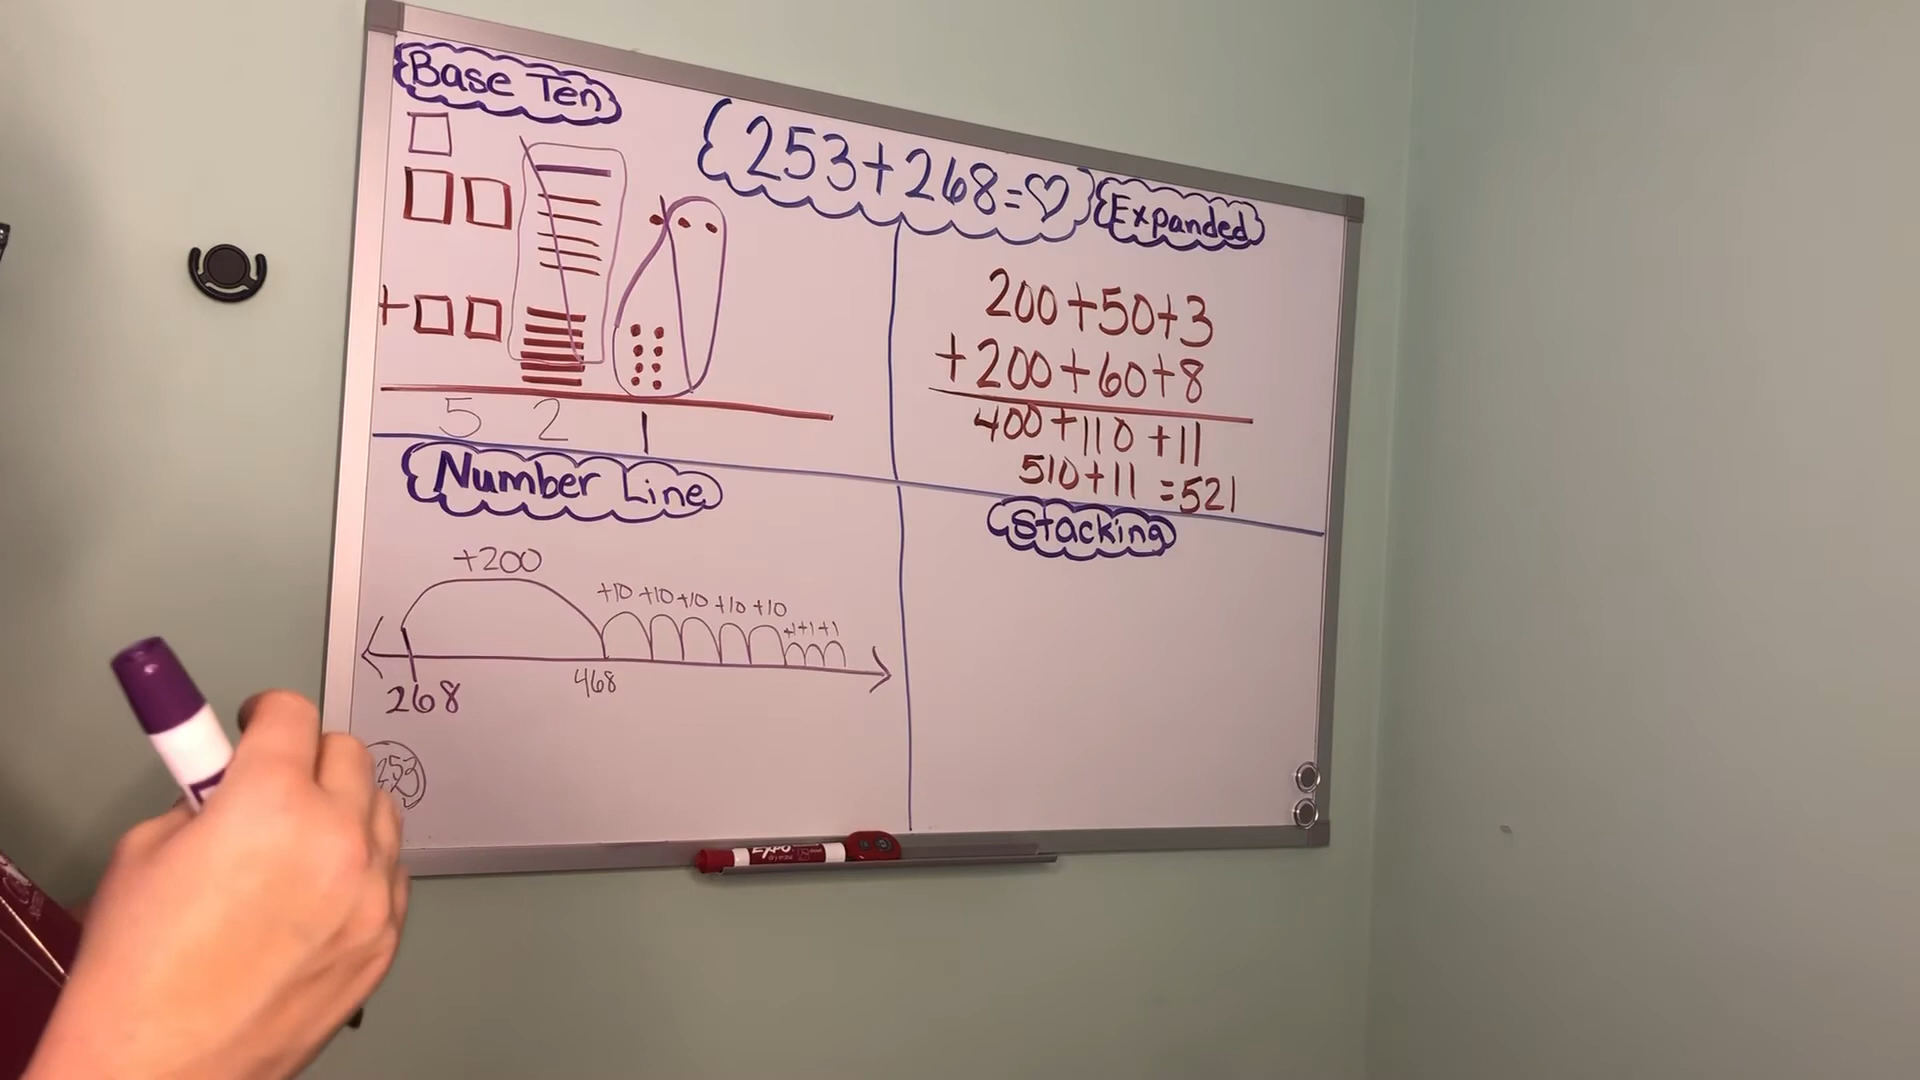 Base Ten
253+268=♡
Expanded
200+50+3
+200+60+8
400+110+11
510+11 =521
+
5 2 1
Number Line
+200
+10 +10 +10 +10 +10
+1+1+1
268
468
253
Stacking
EXPO